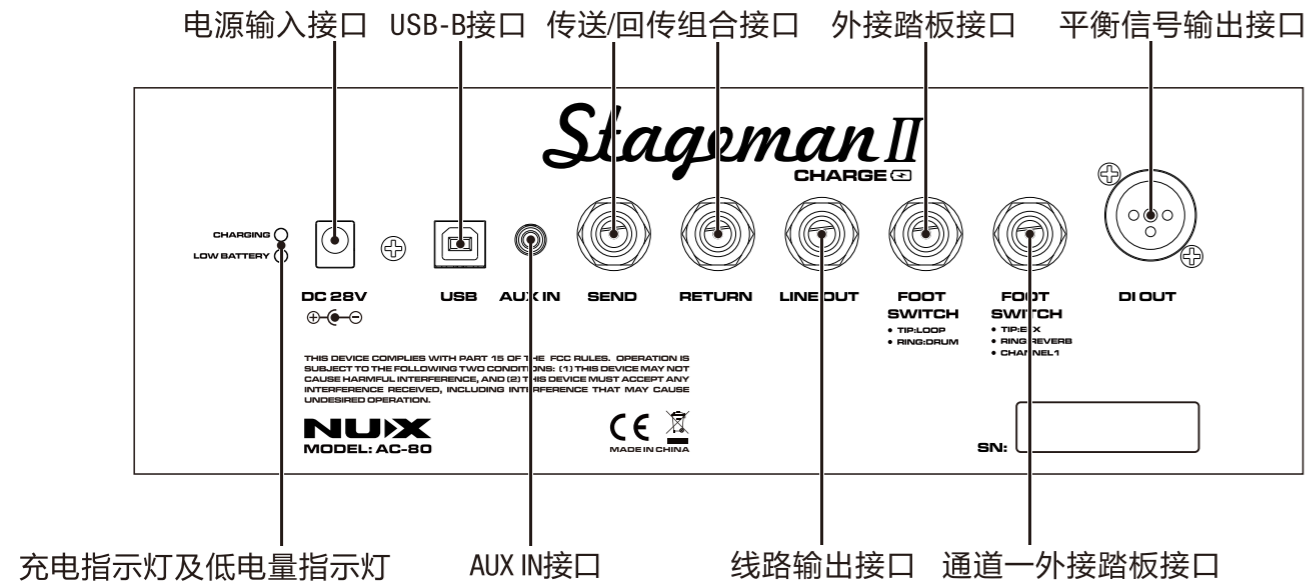 电源输入接口 USB-B接口 传送/回传组合接口 外接踏板接口 平衡信号输出接口
Stageman II
CHARGE
CHARGING
LOW BATTERY
DC 28V USB AUX IN SEND RETURN LINE OUT FOOT SWITCH FOOT SWITCH DI OUT
• TIP:LOOP
• RING:DRUM
• TIP:EFX
• RING:REVERB
• CHANNEL1
THIS DEVICE COMPLIES WITH PART 15 OF THE FCC RULES. OPERATION IS
SUBJECT TO THE FOLLOWING TWO CONDITIONS: (1) THIS DEVICE MAY NOT
CAUSE HARMFUL INTERFERENCE, AND (2) THIS DEVICE MUST ACCEPT ANY
INTERFERENCE RECEIVED, INCLUDING INTERFERENCE THAT MAY CAUSE
UNDESIRED OPERATION.
NUX
MODEL: AC-80
CE
MADE IN CHINA
SN:
充电指示灯及低电量指示灯 AUX IN接口 线路输出接口 通道一外接踏板接口